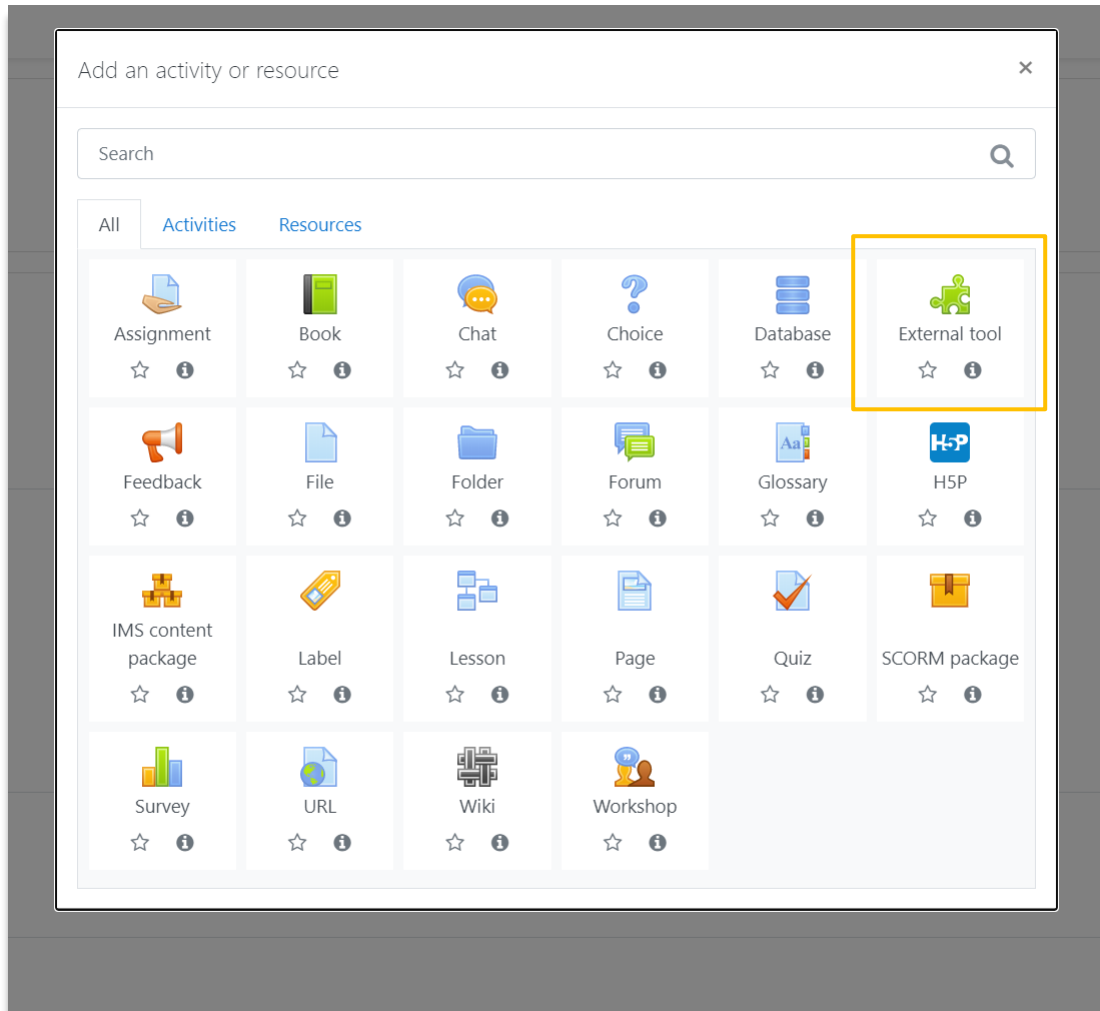 Add an activity or resource
Search
All Activities Resources
Assignment Book Chat Choice Database External tool
Aa H5P
Feedback File Folder Forum Glossary H5P
IMS content
package Label Lesson Page Quiz SCORM package
Survey URL Wiki Workshop